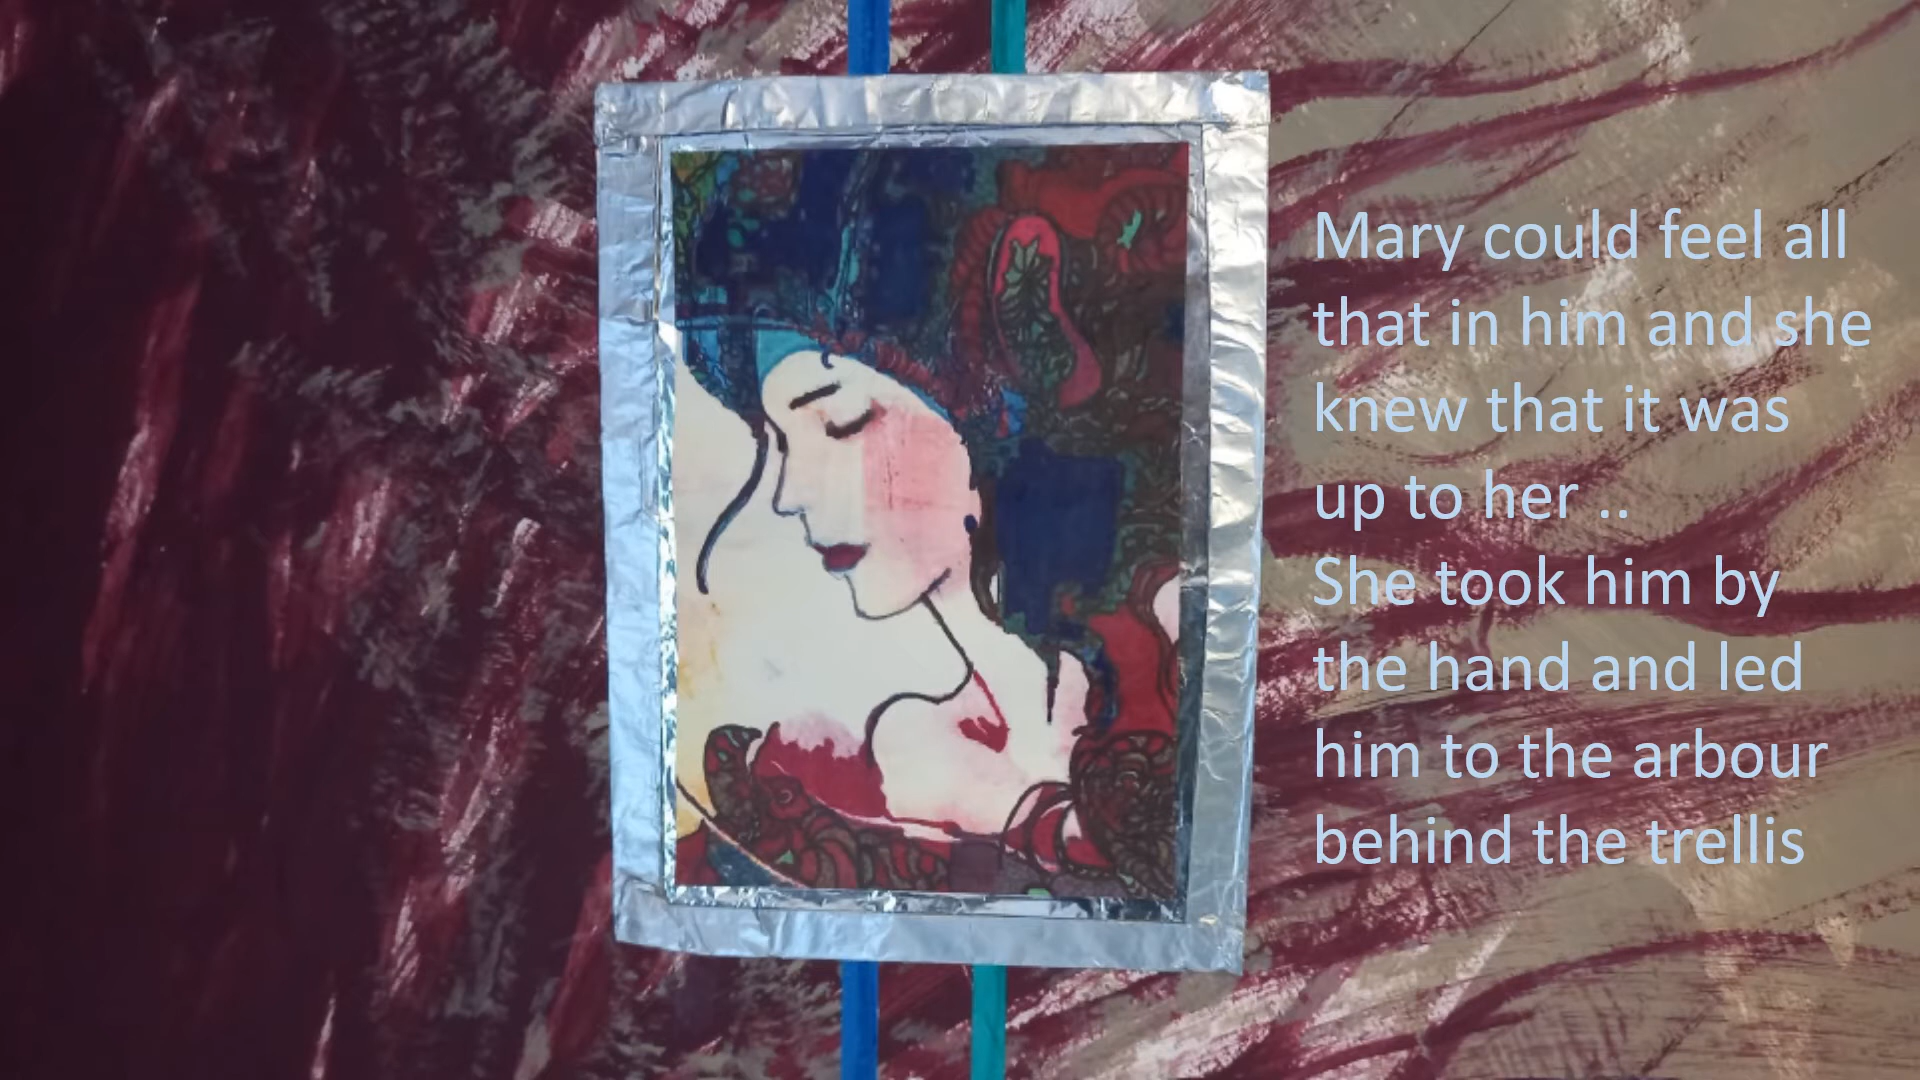 Mary could feel all
that in him and she
knew that it was
up to her ..
She took him by
the hand and led
him to the arbour
behind the trellis